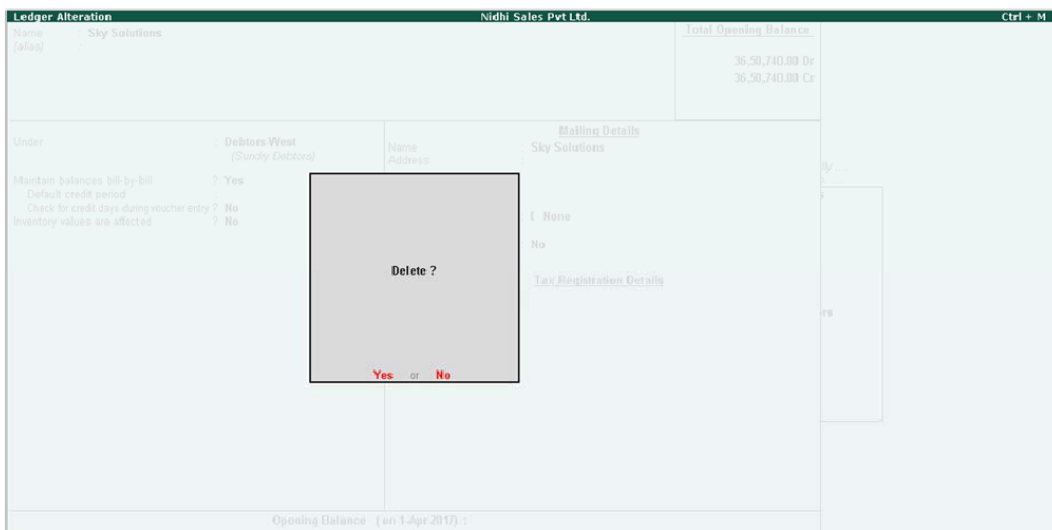 Ledger Alteration Nidhi Sales Pvt Ltd. Ctrl + M
Name : Sky Solutions
(alias) :
Total Opening Balance
36,50,740.00 Dr
36,50,740.00 Cr
Under : Debtors-West
(Sundry Debtors)
Maintain balances bill-by-bill ? Yes
Default credit period :
Check for credit days during voucher entry ? No
Inventory values are affected ? No
Mailing Details
Name : Sky Solutions
Address :
: None
: No
Tax Registration Details
Delete ?
Yes or No
Opening Balance ( on 1-Apr-2017) :